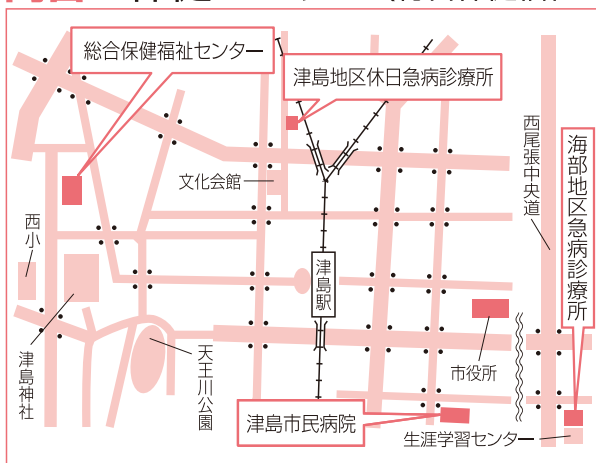 総合保健福祉センター
津島地区休日急病診療所
西尾張中央道
海部地区急病診療所
文化会館
西小
津島駅
津島神社
天王川公園
市役所
津島市民病院
生涯学習センター